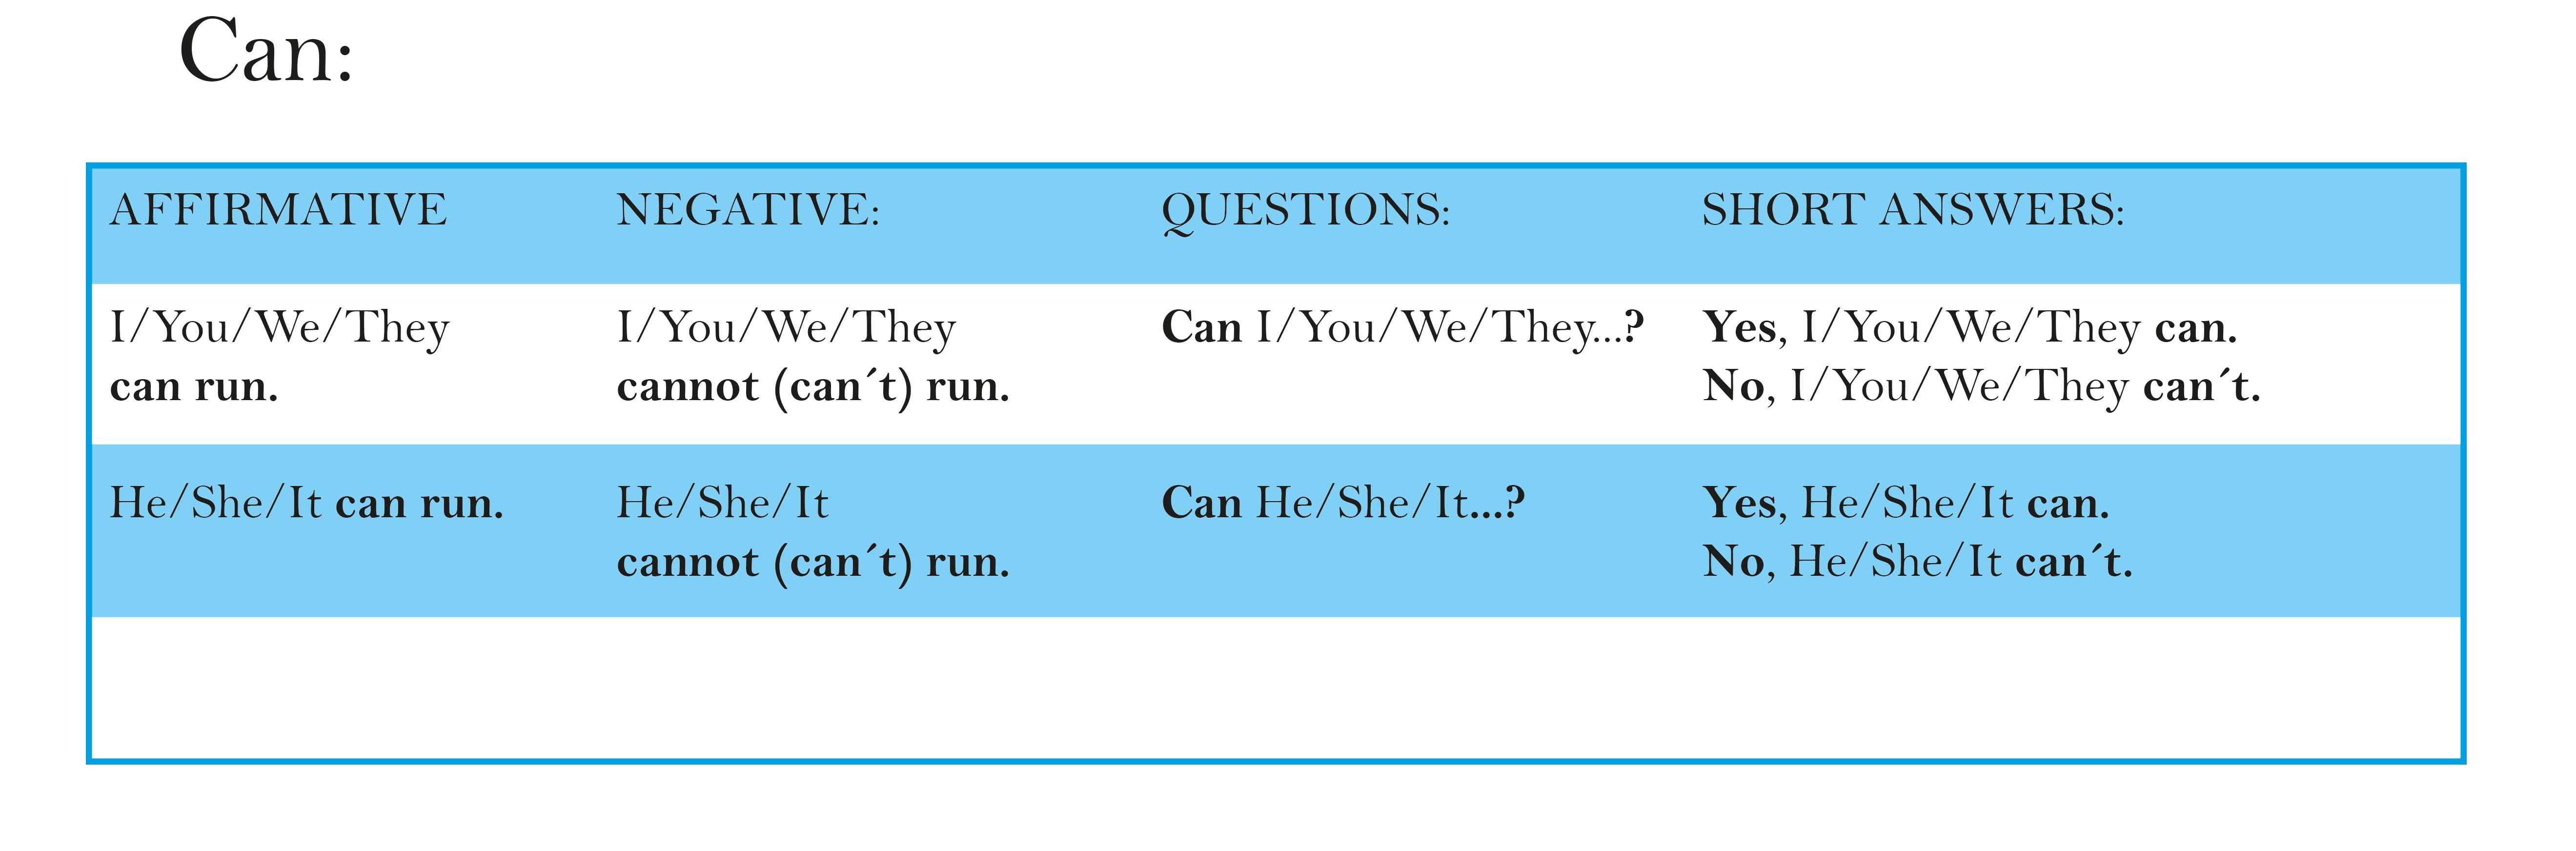 Can:
AFFIRMATIVE NEGATIVE: QUESTIONS: SHORT ANSWERS:
I/You/We/They I/You/We/They Can I/You/We/They...? Yes, I/You/We/They can.
can run. cannot (can´t) run. No, I/You/We/They can´t.
He/She/It can run. He/She/It Can He/She/It...? Yes, He/She/It can.
cannot (can´t) run. No, He/She/It can´t.